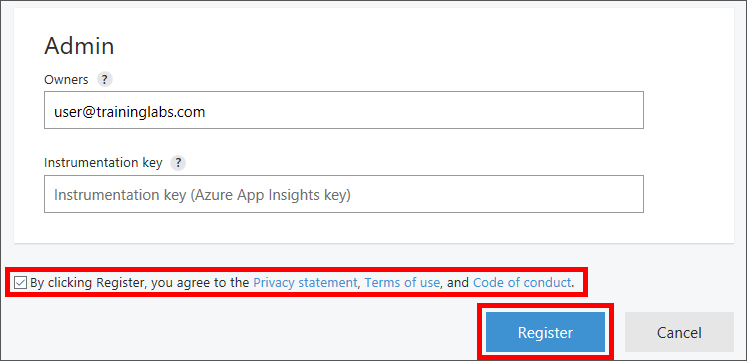 Admin
Owners ?
user@traininglabs.com
Instrumentation key ?
Instrumentation key (Azure App Insights key)
By clicking Register, you agree to the Privacy statement, Terms of use, and Code of conduct.
Register Cancel